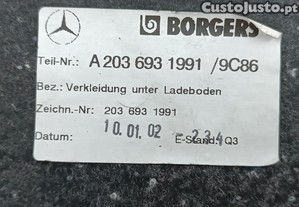 CustoJusto.pt
BORGERS
Teil-Nr.: A 203 693 1991 /9C86
Bez.: Verkleidung unter Ladeboden
Zeichn.-Nr: 203 693 1991
Datum: 10.01.02 - 234 E-Stand: Q3